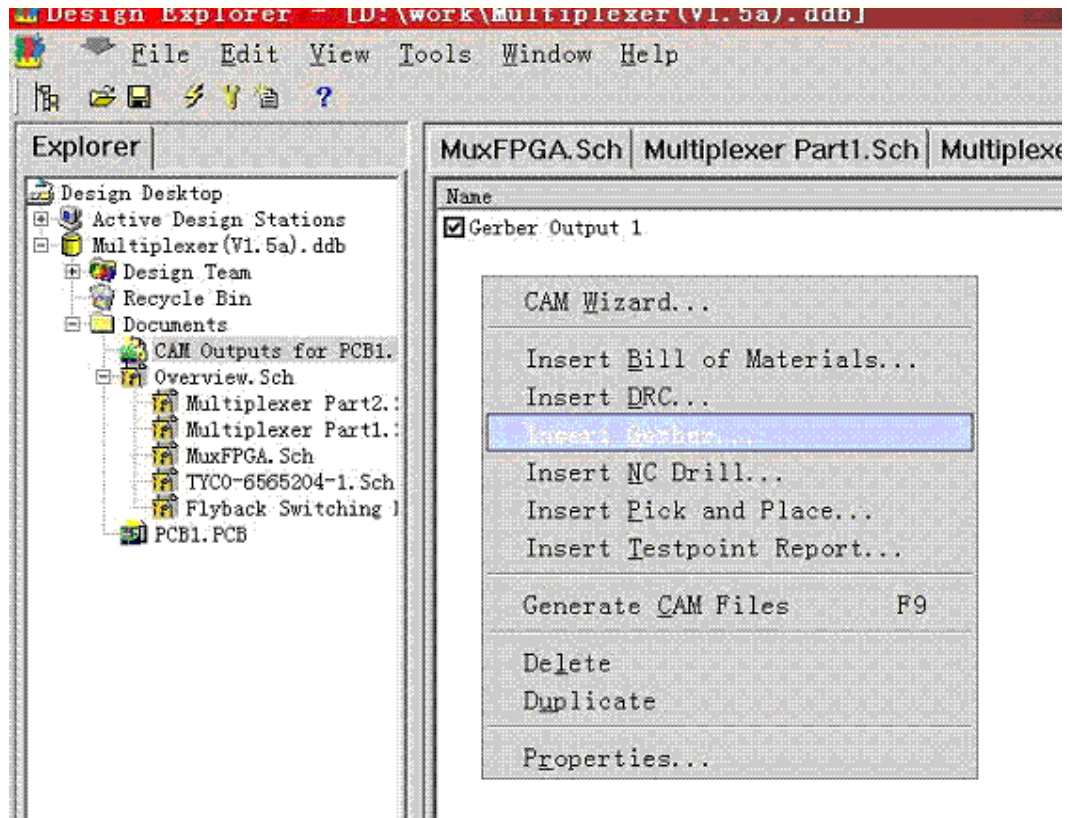 Design Explorer - [D:\work\Multiplexer(V1.5a).ddb]
File Edit View Tools Window Help
Explorer
MuxFPGA.Sch Multiplexer Part1.Sch Multiplexe
Design Desktop
Name
Active Design Stations
Gerber Output 1
Multiplexer(V1.5a).ddb
Design Team
Recycle Bin
Documents
CAM Outputs for PCB1.
Overview.Sch
Multiplexer Part2.
Multiplexer Part1.
MuxFPGA.Sch
TYCO-6565204-1.Sch
Flyback Switching
PCB1.PCB
CAM Wizard...
Insert Bill of Materials...
Insert DRC...
Insert Gerber...
Insert NC Drill...
Insert Pick and Place...
Insert Testpoint Report...
Generate CAM Files F9
Delete
Duplicate
Properties...